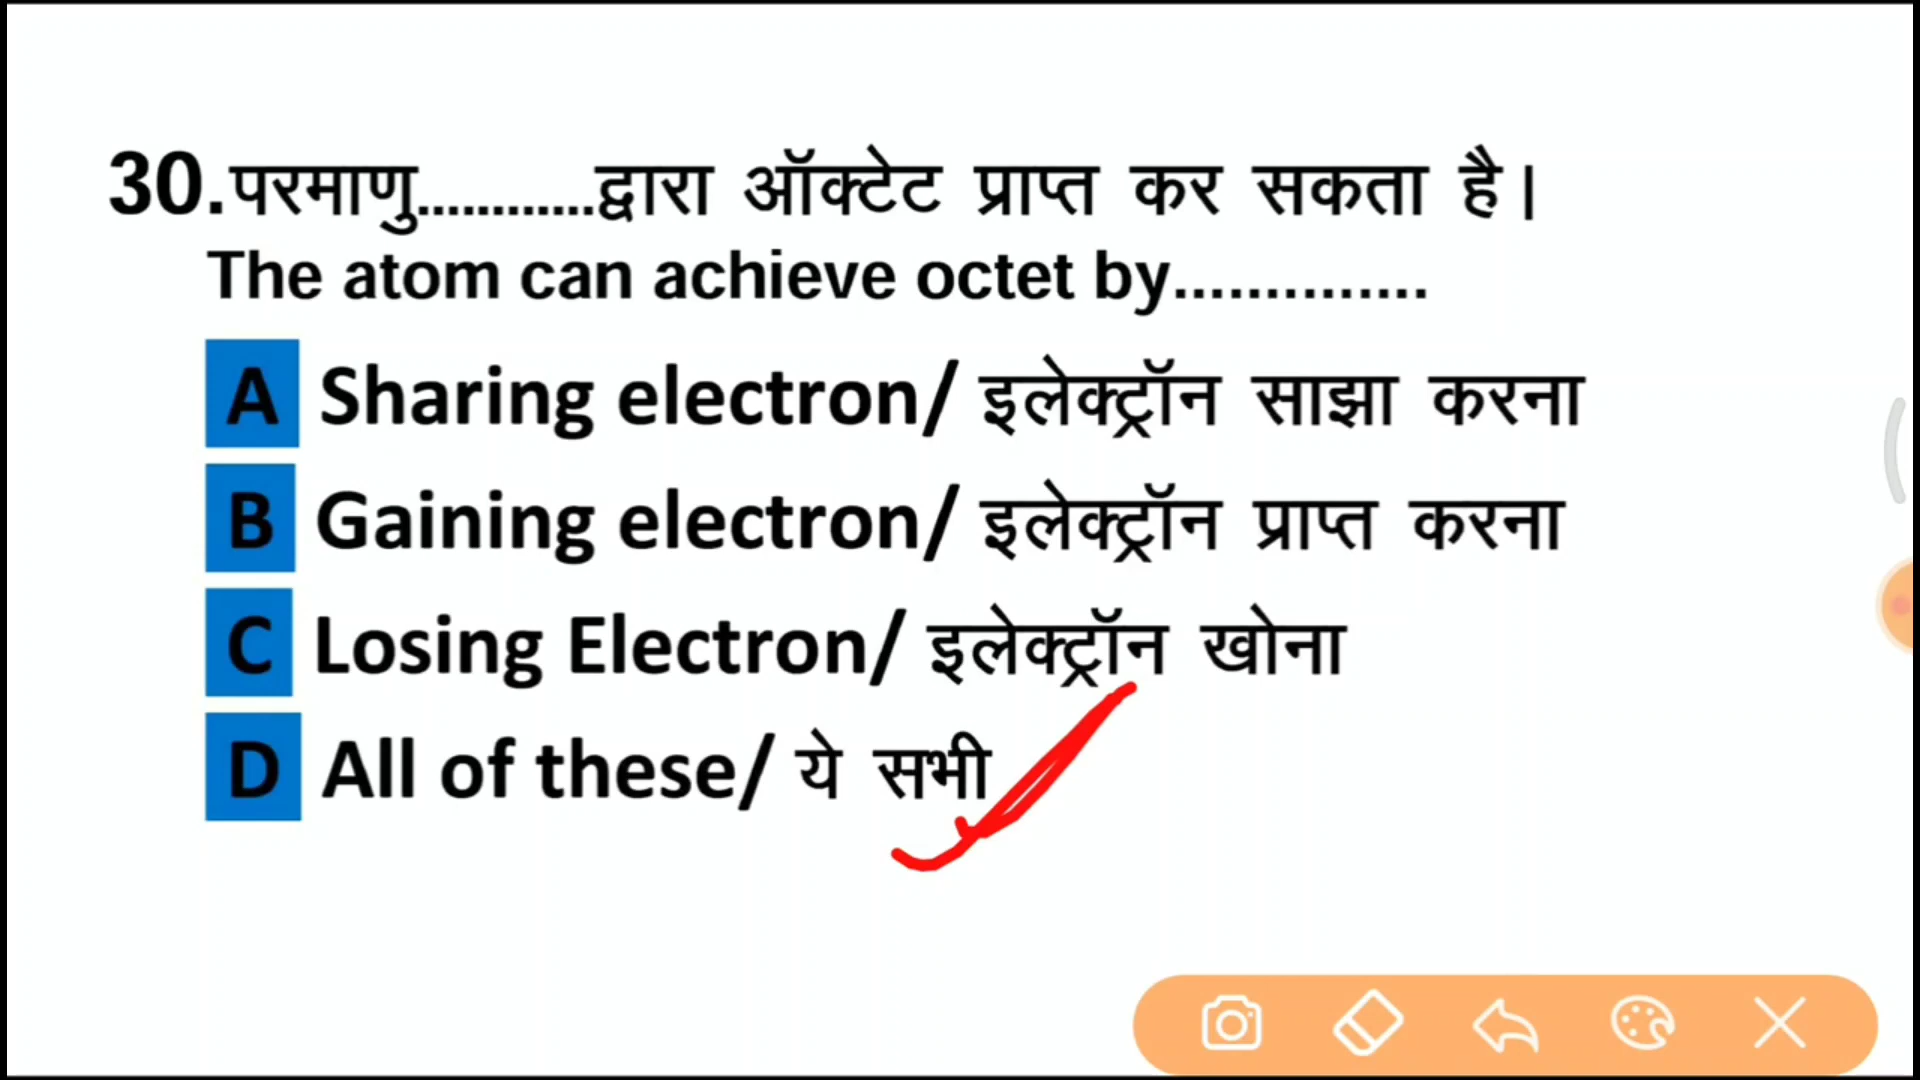 30.परमाणु............द्वारा ऑक्टेट प्राप्त कर सकता है।
The atom can achieve octet by..............
A Sharing electron/ इलेक्ट्रॉन साझा करना
B Gaining electron/ इलेक्ट्रॉन प्राप्त करना
C Losing Electron/ इलेक्ट्रॉन खोना
D All of these/ ये सभी